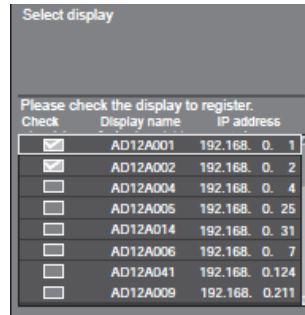 Select display
Please check the display to register.
Check Display name IP address
AD12A001 192.168. 0. 1
AD12A002 192.168. 0. 2
AD12A004 192.168. 0. 4
AD12A005 192.168. 0. 25
AD12A014 192.168. 0. 31
AD12A006 192.168. 0. 7
AD12A041 192.168. 0.124
AD12A009 192.168. 0.211